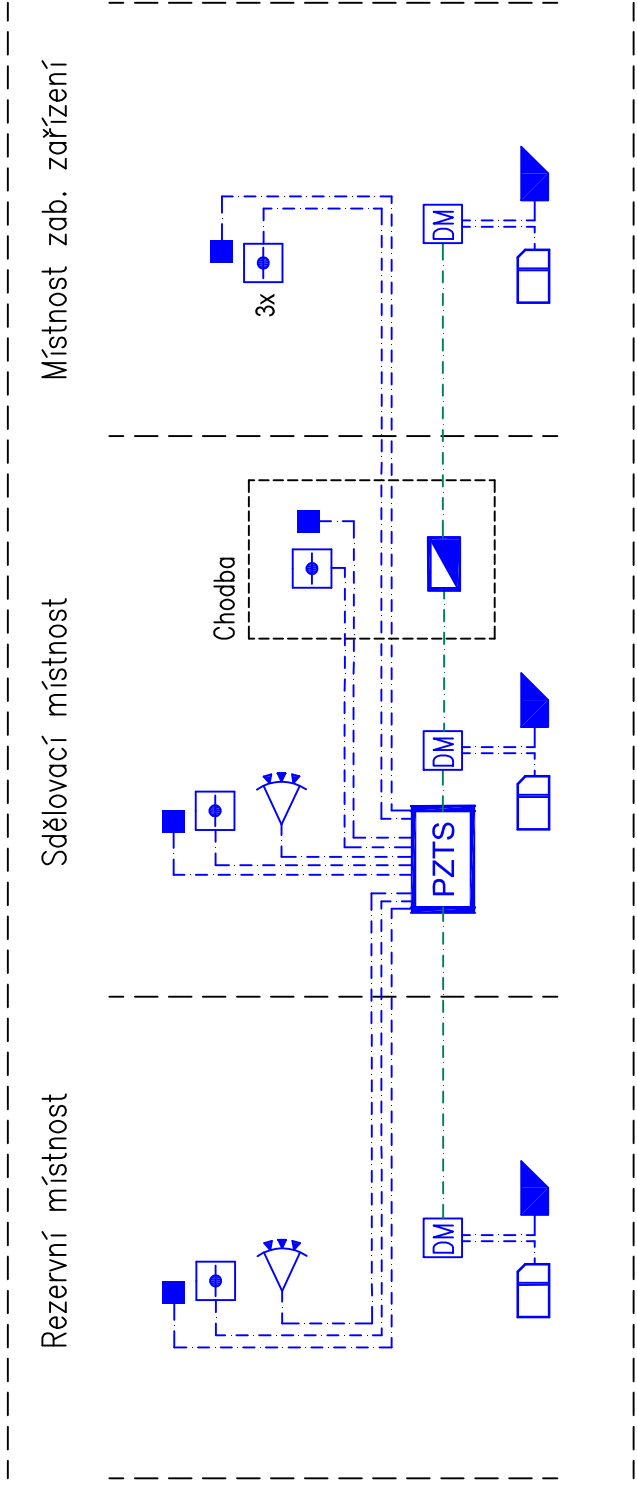 Rezervní místnost
Sdělovací místnost
Místnost zab. zařízení
Chodba
3x
DM
PZTS
DM
DM